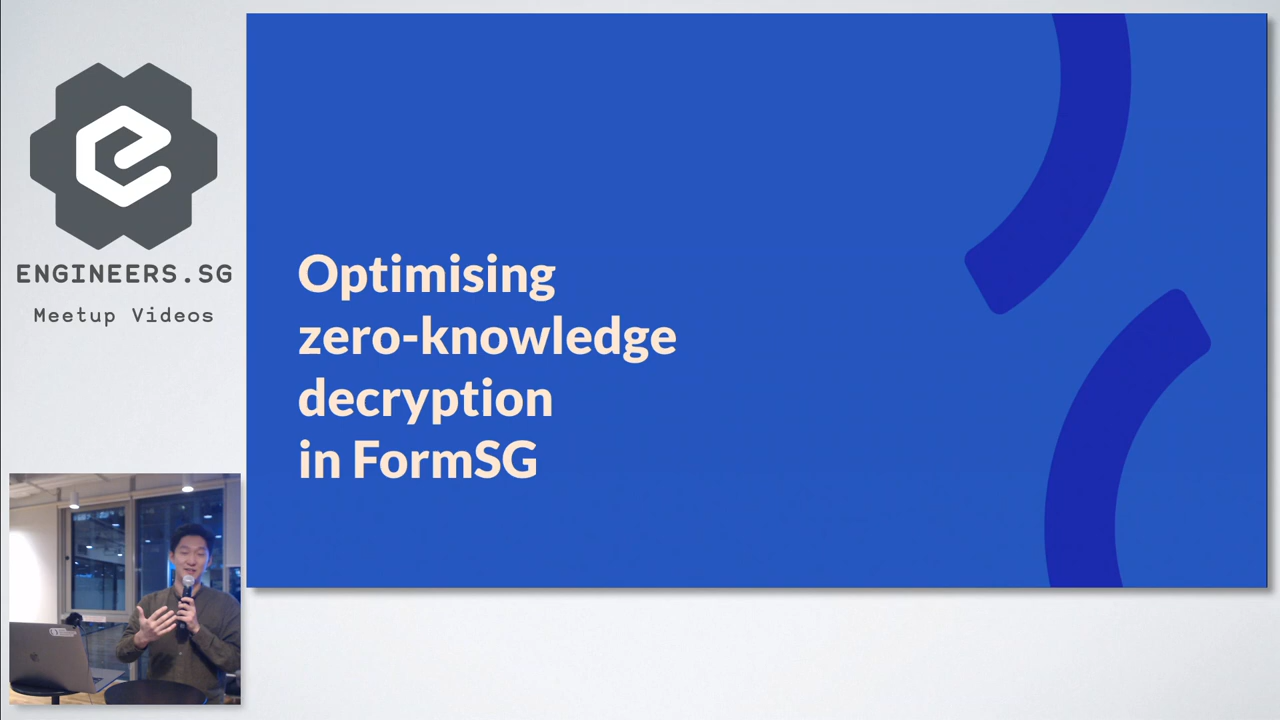 ENGINEERS.SG
Meetup Videos
Optimising
zero-knowledge
decryption
in FormSG